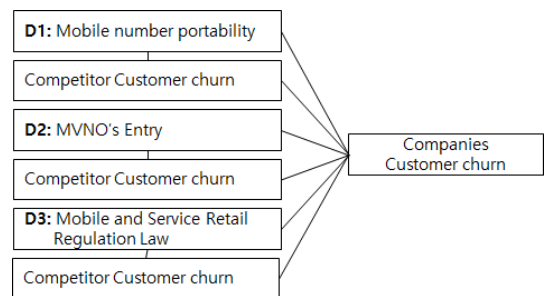 D1: Mobile number portability
Competitor Customer churn
D2: MVNO's Entry
Competitor Customer churn
D3: Mobile and Service Retail
Regulation Law
Competitor Customer churn
Companies
Customer churn